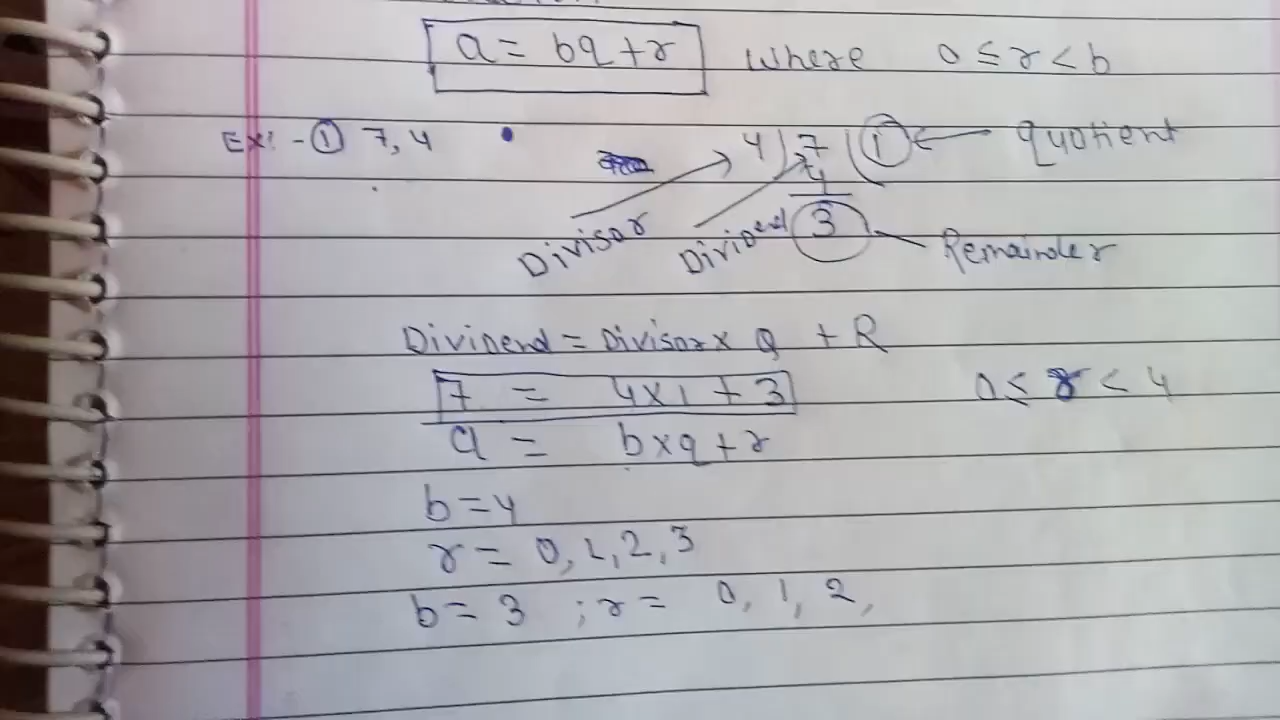 a = bq + r where 0 ≤ r < b
Ex: - ① 7, 4 4 ) 7 ( 1 ← Quotient
4
Divisor Dividend 3 Remainder
Dividend = Divisor x Q + R
7 = 4 x 1 + 3 0 ≤ r < 4
a = b x q + r
b = 4
r = 0, 1, 2, 3
b = 3 ; r = 0, 1, 2,